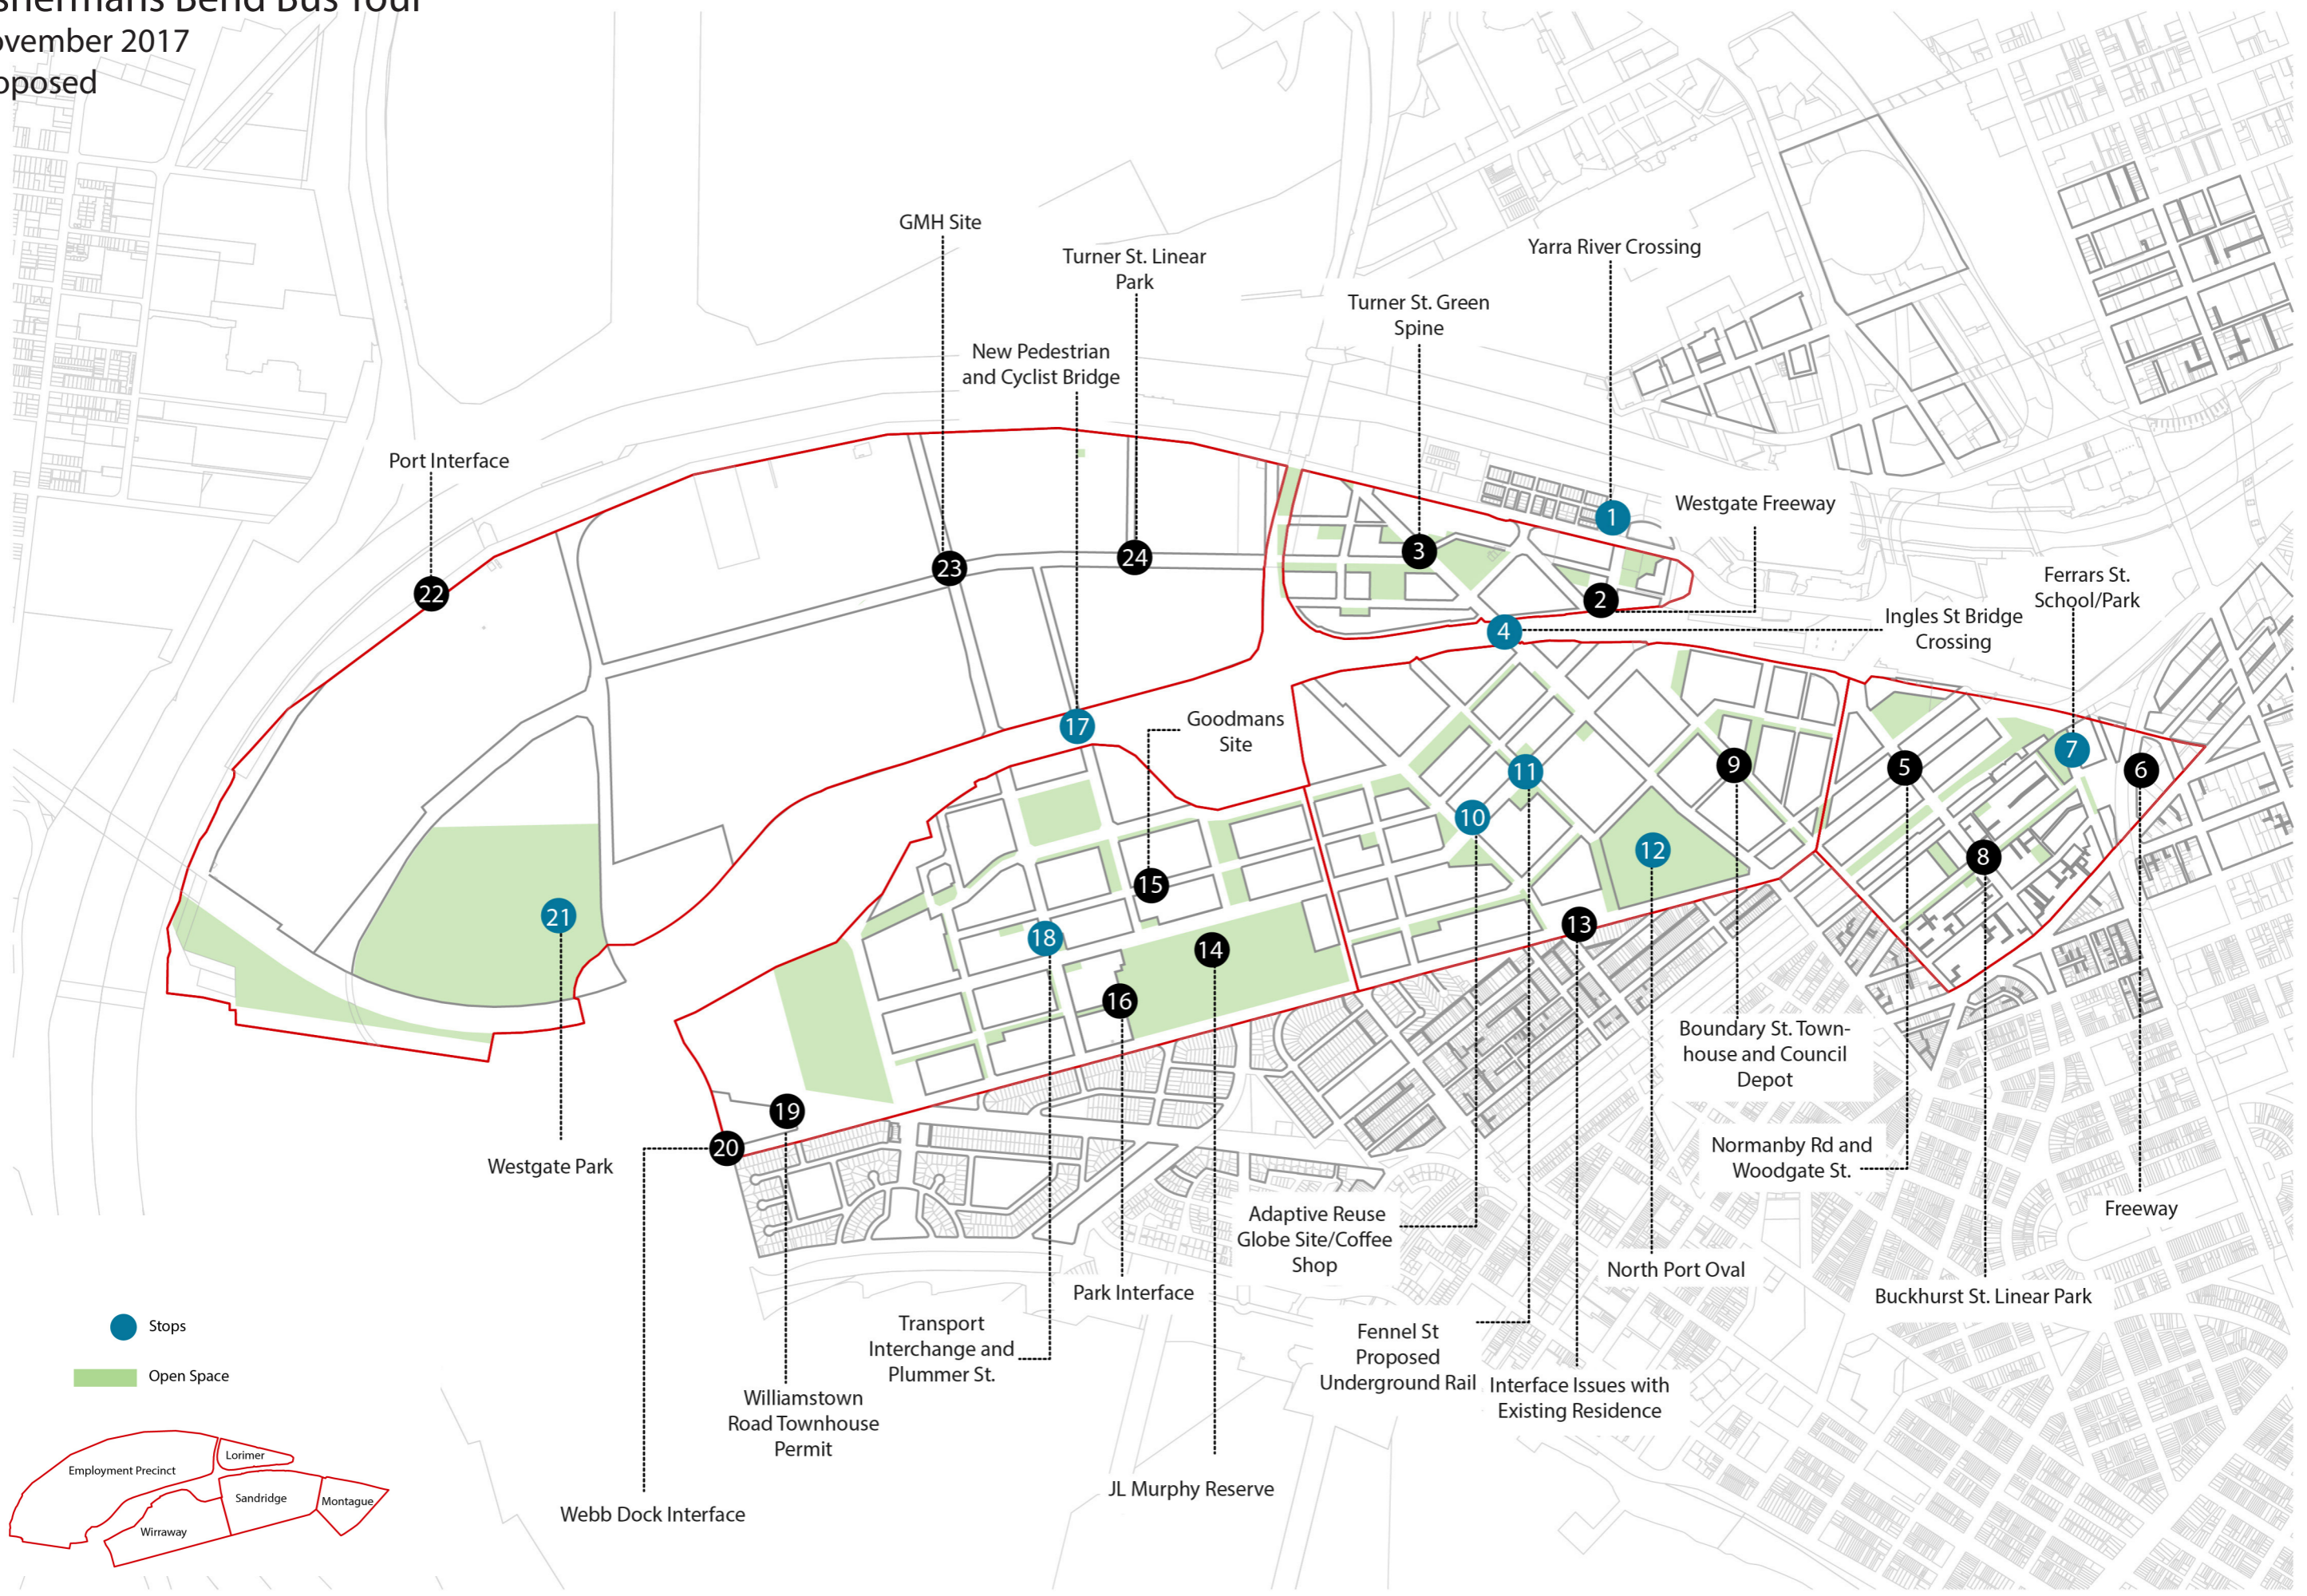 shermans Bend Bus Tour
ovember 2017
oposed
GMH Site
Turner St. Linear
Park
Yarra River Crossing
Turner St. Green
Spine
New Pedestrian
and Cyclist Bridge
Port Interface
Westgate Freeway
Ferrars St.
School/Park
Ingles St Bridge
Crossing
Goodmans
Site
1
2
3
4
5
6
7
8
9
10
11
12
13
14
15
16
17
18
19
20
21
22
23
24
Westgate Park
Boundary St. Town-
house and Council
Depot
Normanby Rd and
Woodgate St.
Freeway
Adaptive Reuse
Globe Site/Coffee
Shop
North Port Oval
Buckhurst St. Linear Park
Park Interface
Transport
Interchange and
Plummer St.
Fennel St
Proposed
Underground Rail
Interface Issues with
Existing Residence
Williamstown
Road Townhouse
Permit
JL Murphy Reserve
Webb Dock Interface
Stops
Open Space
Employment Precinct
Lorimer
Sandridge
Montague
Wirraway